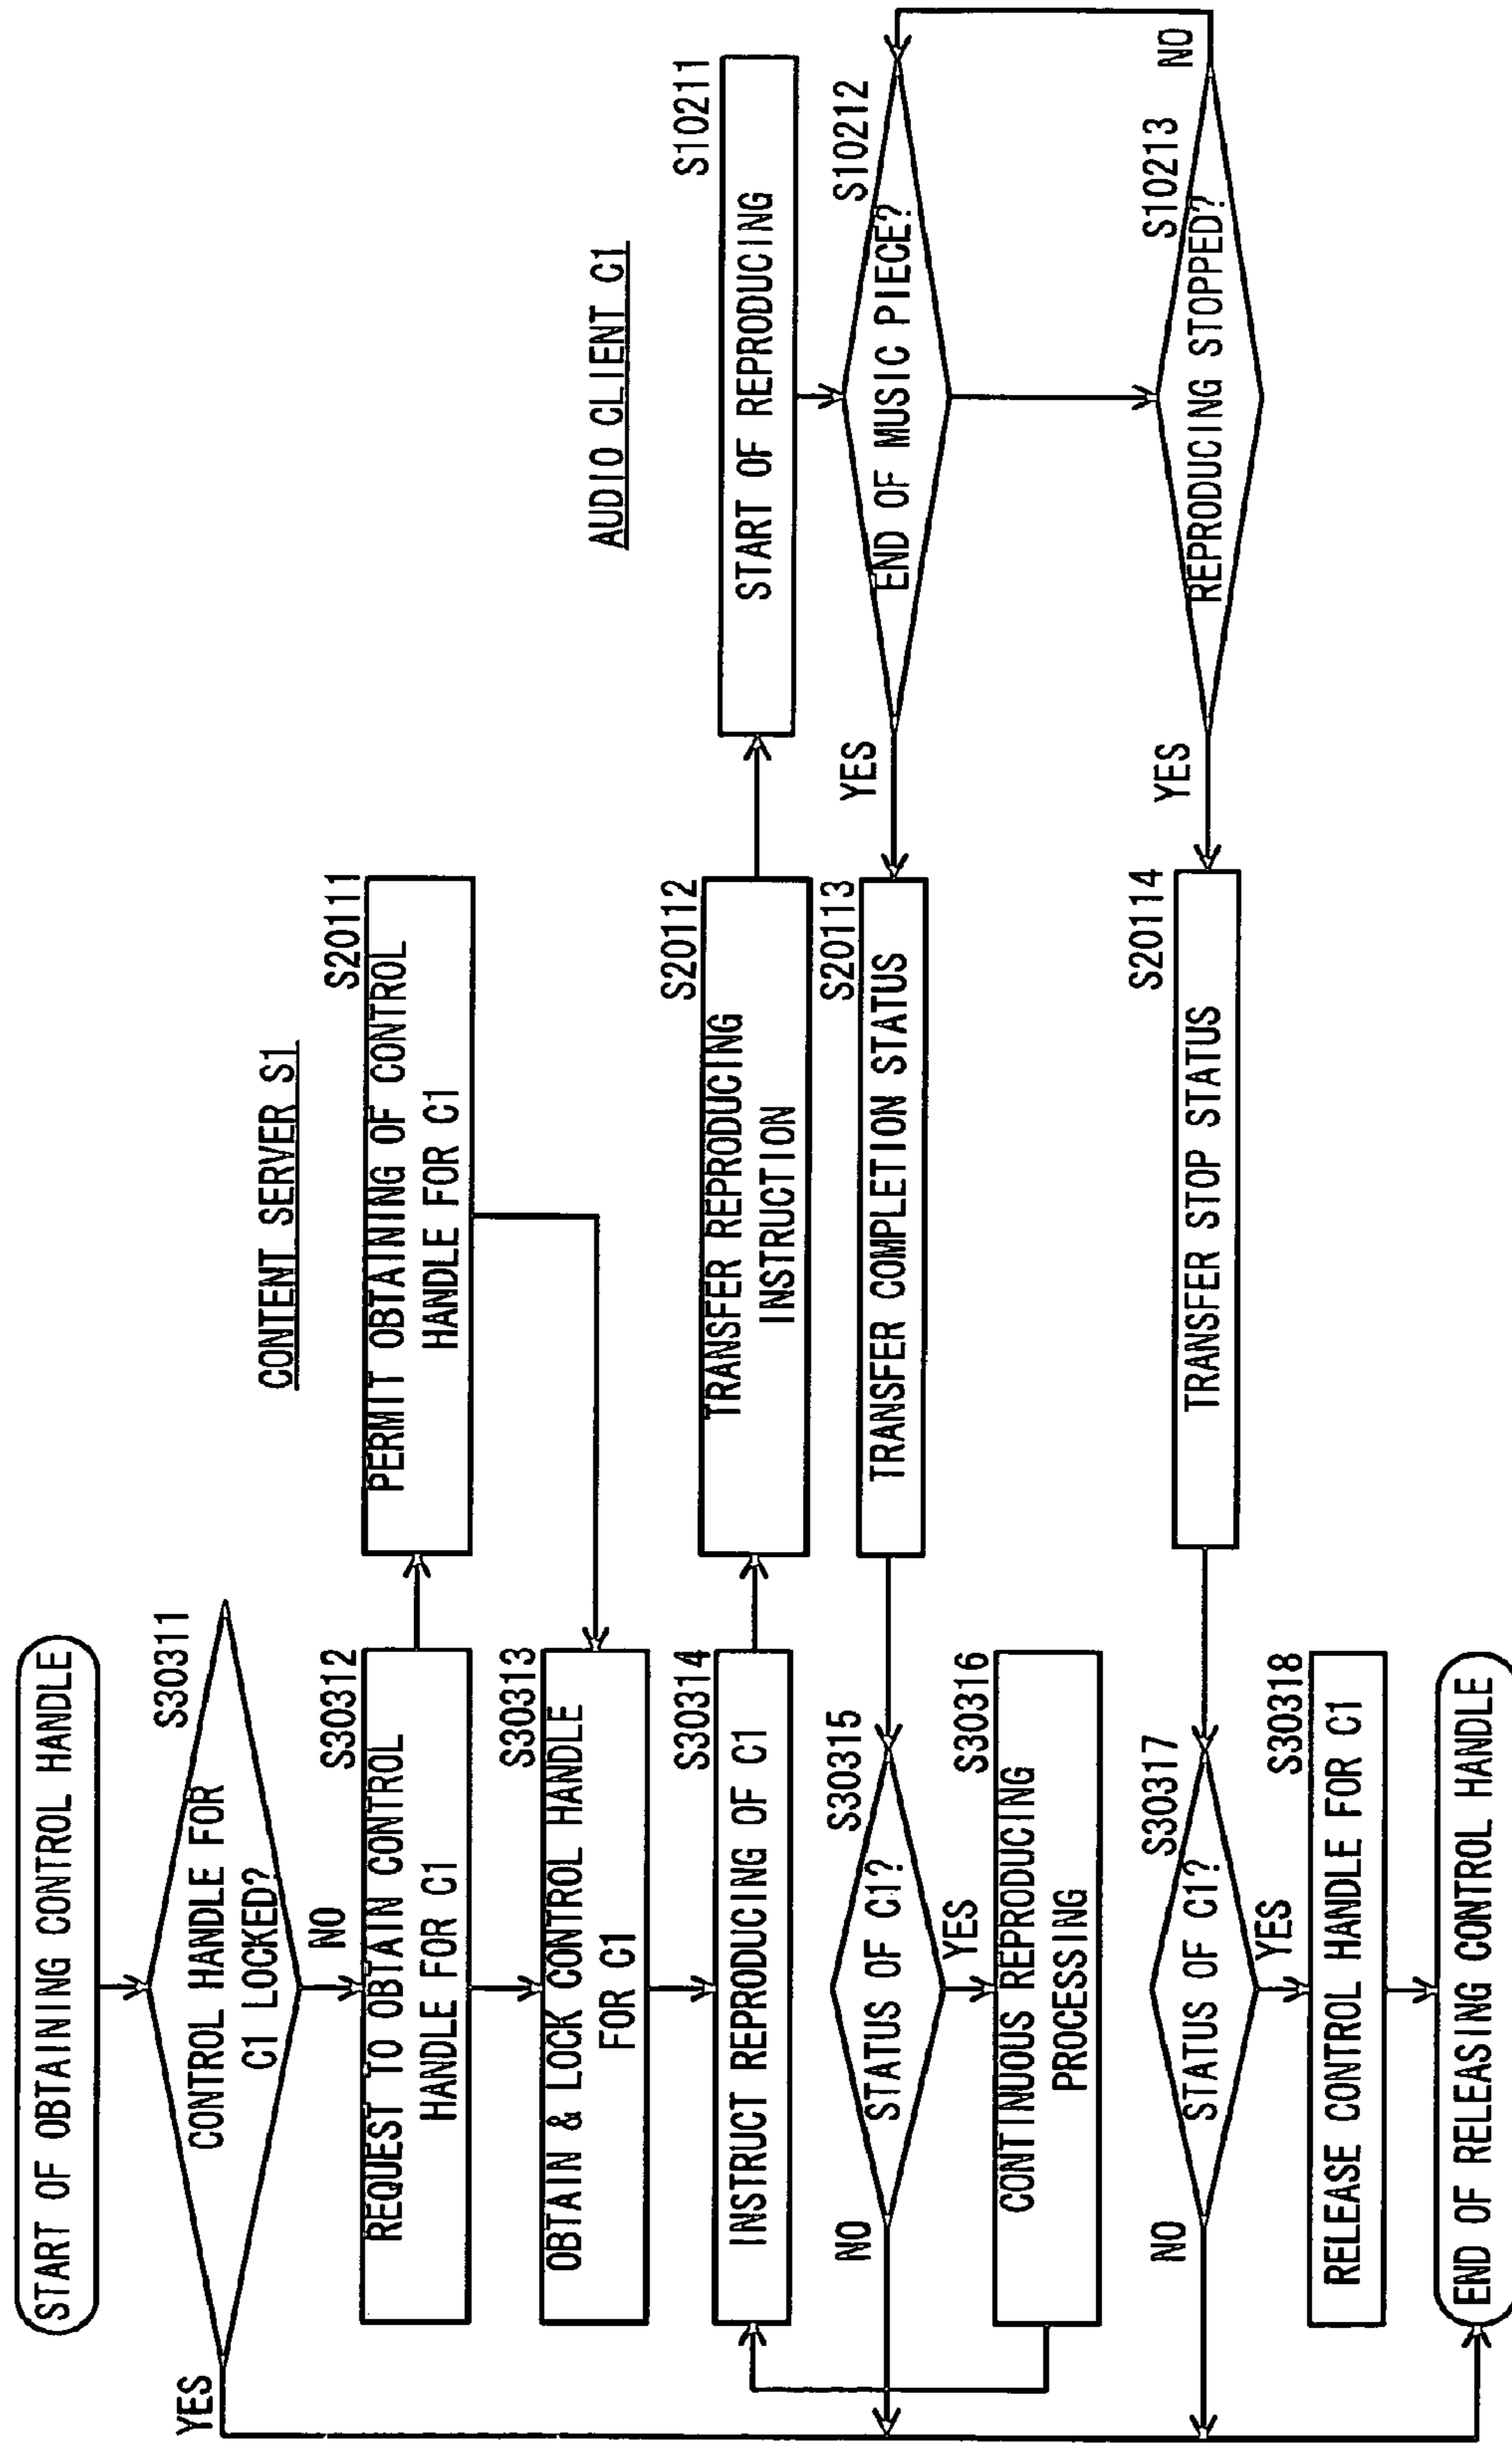 START OF OBTAINING CONTROL HANDLE
S30311
CONTROL HANDLE FOR
C1 LOCKED?
YES
NO
S30312
REQUEST TO OBTAIN CONTROL
HANDLE FOR C1
S30313
OBTAIN & LOCK CONTROL HANDLE
FOR C1
S30314
INSTRUCT REPRODUCING OF C1
S30315
STATUS OF C1?
NO
YES
S30316
CONTINUOUS REPRODUCING
PROCESSING
S30317
STATUS OF C1?
NO
YES
S30318
RELEASE CONTROL HANDLE FOR C1
END OF RELEASING CONTROL HANDLE
CONTENT SERVER S1
S20111
PERMIT OBTAINING OF CONTROL
HANDLE FOR C1
S20112
TRANSFER REPRODUCING
INSTRUCTION
S20113
TRANSFER COMPLETION STATUS
S20114
TRANSFER STOP STATUS
AUDIO CLIENT C1
S10211
START OF REPRODUCING
S10212
END OF MUSIC PIECE?
YES
S10213
REPRODUCING STOPPED?
YES
NO